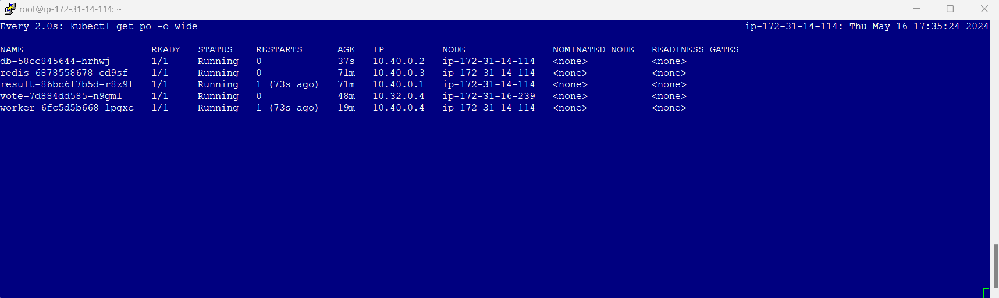 root@ip-172-31-14-114: ~
Every 2.0s: kubectl get po -o wide ip-172-31-14-114: Thu May 16 17:35:24 2024
NAME READY STATUS RESTARTS AGE IP NODE NOMINATED NODE READINESS GATES
db-58cc845644-hrhwj 1/1 Running 0 37s 10.40.0.2 ip-172-31-14-114 <none> <none>
redis-6878558678-cd9sf 1/1 Running 0 71m 10.40.0.3 ip-172-31-14-114 <none> <none>
result-86bc6f7b5d-r8z9f 1/1 Running 1 (73s ago) 71m 10.40.0.1 ip-172-31-14-114 <none> <none>
vote-7d884dd585-n9gml 1/1 Running 0 48m 10.32.0.4 ip-172-31-16-239 <none> <none>
worker-6fc5d5b668-lpgxc 1/1 Running 1 (73s ago) 19m 10.40.0.4 ip-172-31-14-114 <none> <none>